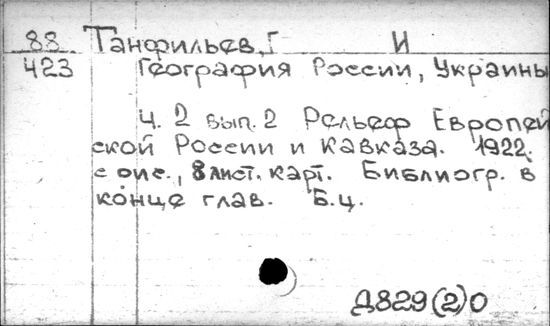 88 Танфильев, Г И
423 География России, Украины
ч. 2 вып. 2 Рельеф Европей
ской России и Кавказа. 1922.
с рис., 8 лист. карт. Библиогр. в
конце глав. Б.ц.
Д829(2)0